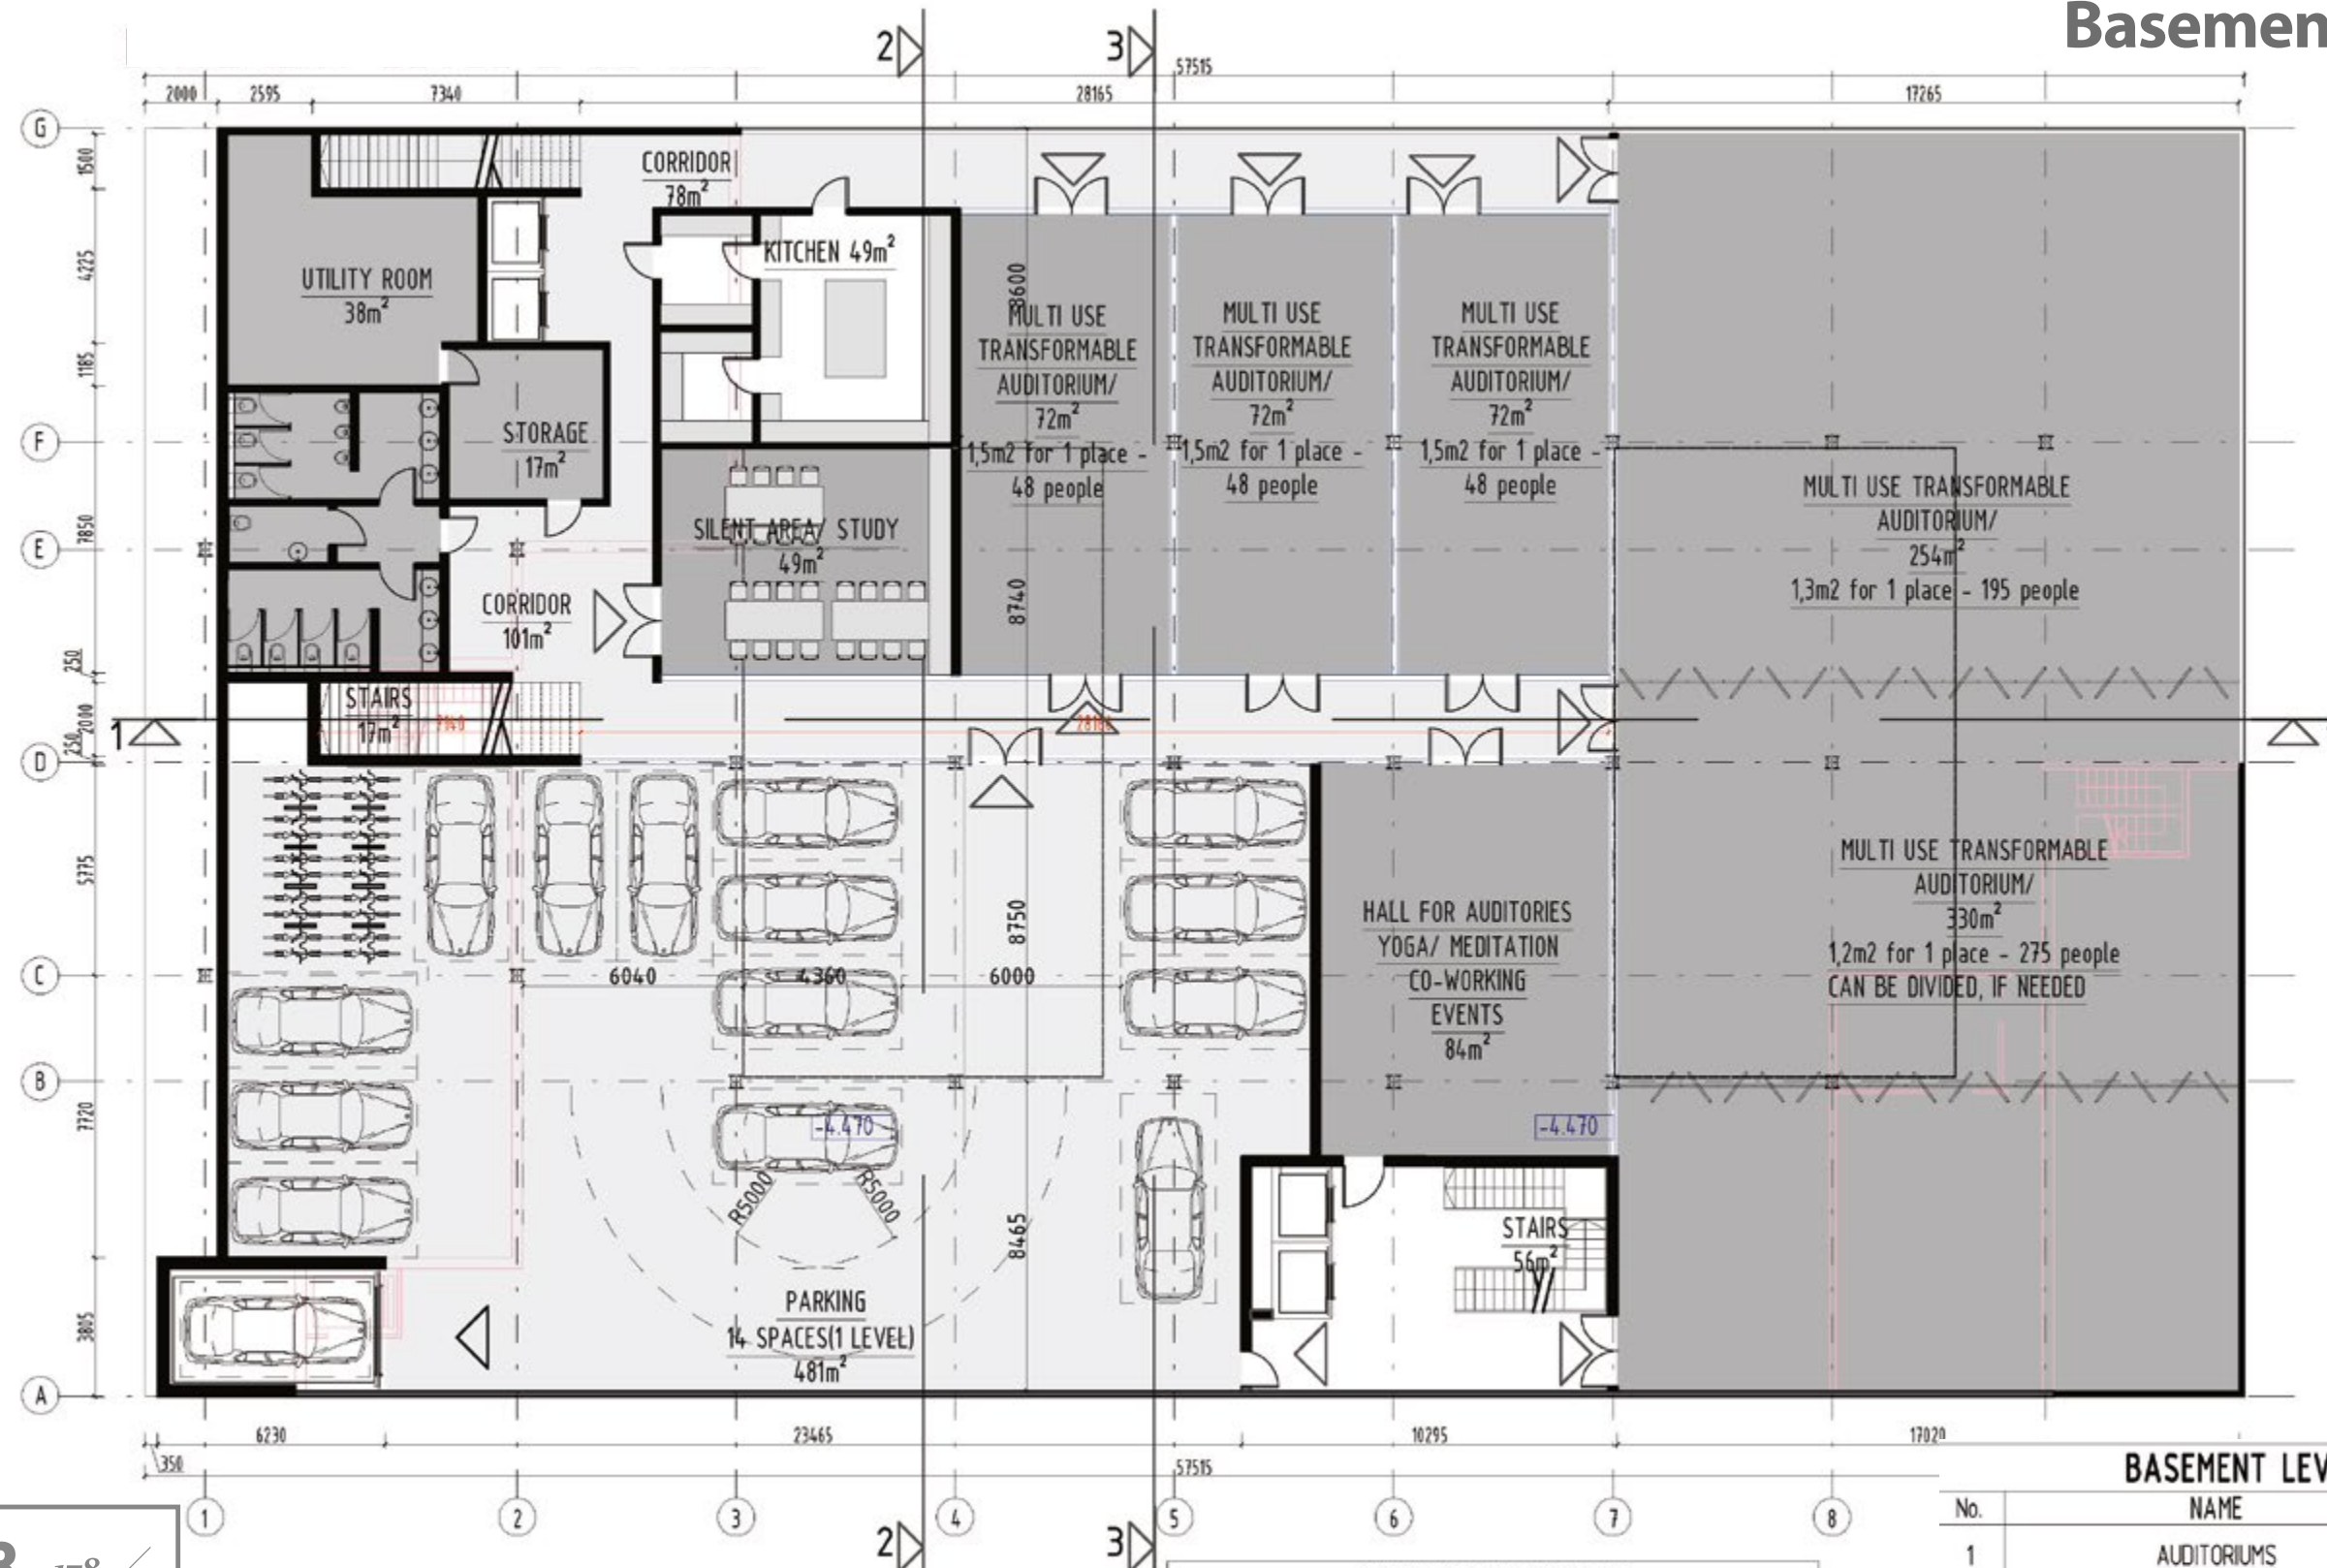 Basemen
2
3
57515
2000
2595
7340
28165
17265
G
1500
CORRIDOR
78m²
4225
UTILITY ROOM
38m²
KITCHEN 49m²
3600
MULTI USE
TRANSFORMABLE
AUDITORIUM/
72m²
1,5m2 for 1 place -
48 people
MULTI USE
TRANSFORMABLE
AUDITORIUM/
72m²
1,5m2 for 1 place -
48 people
MULTI USE
TRANSFORMABLE
AUDITORIUM/
72m²
1,5m2 for 1 place -
48 people
1185
F
STORAGE
17m²
MULTI USE TRANSFORMABLE
AUDITORIUM/
254m²
1,3m2 for 1 place - 195 people
7850
E
SILENT AREA/ STUDY
49m²
8740
CORRIDOR
101m²
250
STAIRS
17m²
2000
250
7140
1
D
5775
8750
MULTI USE TRANSFORMABLE
AUDITORIUM/
330m²
1,2m2 for 1 place - 275 people
CAN BE DIVIDED, IF NEEDED
HALL FOR AUDITORIES
YOGA/ MEDITATION
CO-WORKING
EVENTS
84m²
C
6040
4360
6000
B
7720
-4.470
-4.470
R5000
R5000
8465
STAIRS
56m²
3805
PARKING
14 SPACES(1 LEVEL)
481m²
A
6230
23465
10295
17020
350
57515
BASEMENT LEV
No.
NAME
1
AUDITORIUMS
1
2
3
4
5
6
7
8
2
3
178